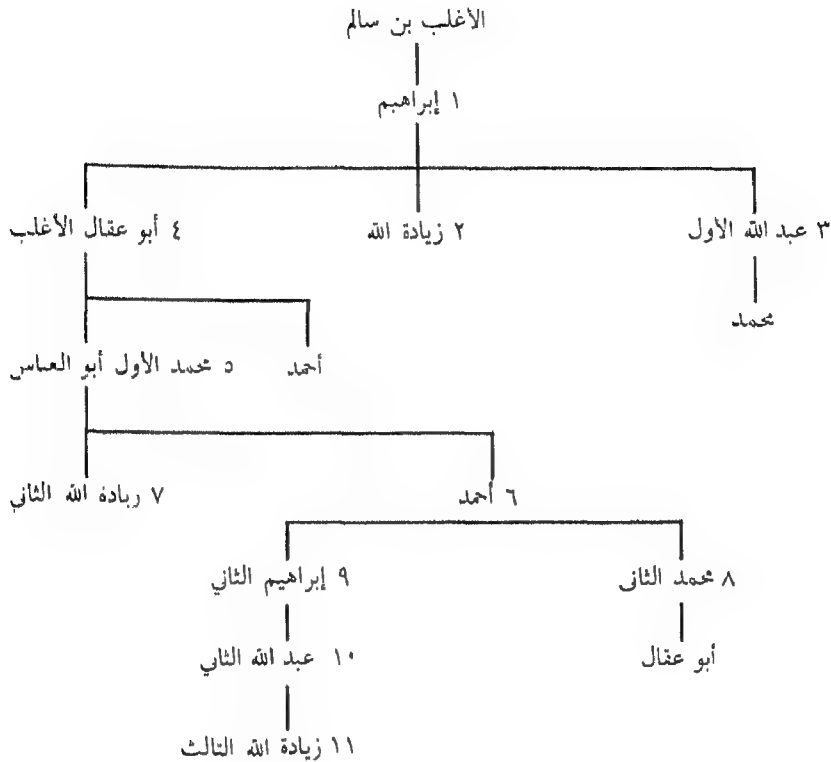 الأغلب بن سالم
١ إبراهيم
٣ عبد الله الأول
٢ زيادة الله
٤ أبو عقال الأغلب
محمد
أحمد
٥ محمد الأول أبو العباس
٦ أحمد
٧ زيادة الله الثاني
٨ محمد الثانى
٩ إبراهيم الثاني
أبو عقال
١٠ عبد الله الثاني
١١ زيادة الله الثالث